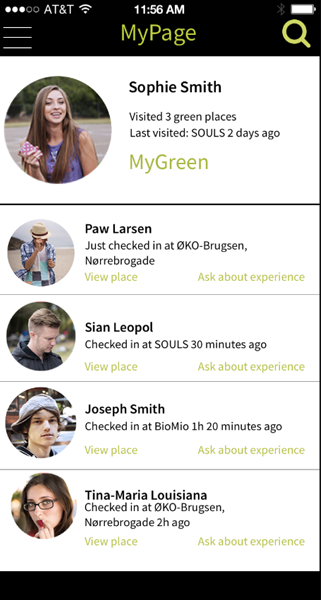 AT&T 11:56 AM
MyPage
Sophie Smith
Visited 3 green places
Last visited: SOULS 2 days ago
MyGreen
Paw Larsen
Just checked in at ØKO-Brugsen,
Nørrebrogade
View place Ask about experience
Sian Leopol
Checked in at SOULS 30 minutes ago
View place Ask about experience
Joseph Smith
Checked in at BioMio 1h 20 minutes ago
View place Ask about experience
Tina-Maria Louisiana
Checked in at ØKO-Brugsen,
Nørrebrogade 2h ago
View place Ask about experience